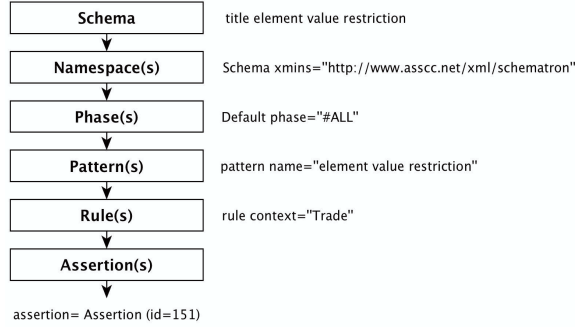 Schema title element value restriction
Namespace(s) Schema xmins="http://www.asscc.net/xml/schematron"
Phase(s) Default phase="#ALL"
Pattern(s) pattern name="element value restriction"
Rule(s) rule context="Trade"
Assertion(s)
assertion= Assertion (id=151)